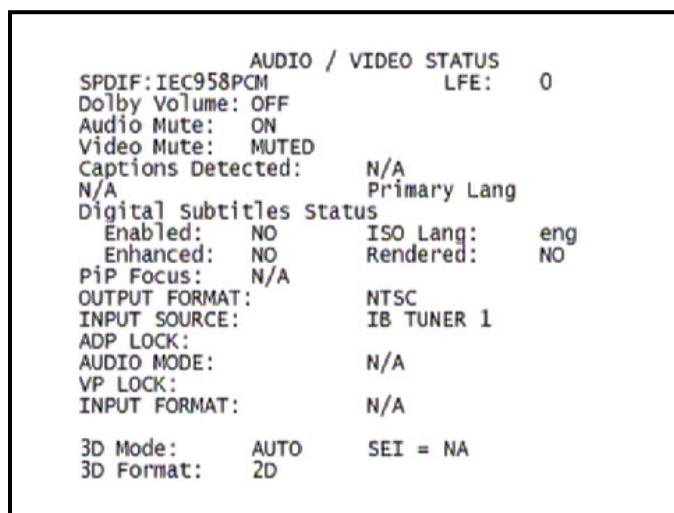 AUDIO / VIDEO STATUS
SPDIF:IEC958PCM LFE: 0
Dolby Volume: OFF
Audio Mute: ON
Video Mute: MUTED
Captions Detected: N/A
N/A Primary Lang
Digital Subtitles Status
Enabled: NO ISO Lang: eng
Enhanced: NO Rendered: NO
PiP Focus: N/A
OUTPUT FORMAT: NTSC
INPUT SOURCE: IB TUNER 1
ADP LOCK:
AUDIO MODE: N/A
VP LOCK:
INPUT FORMAT: N/A
3D Mode: AUTO SEI = NA
3D Format: 2D